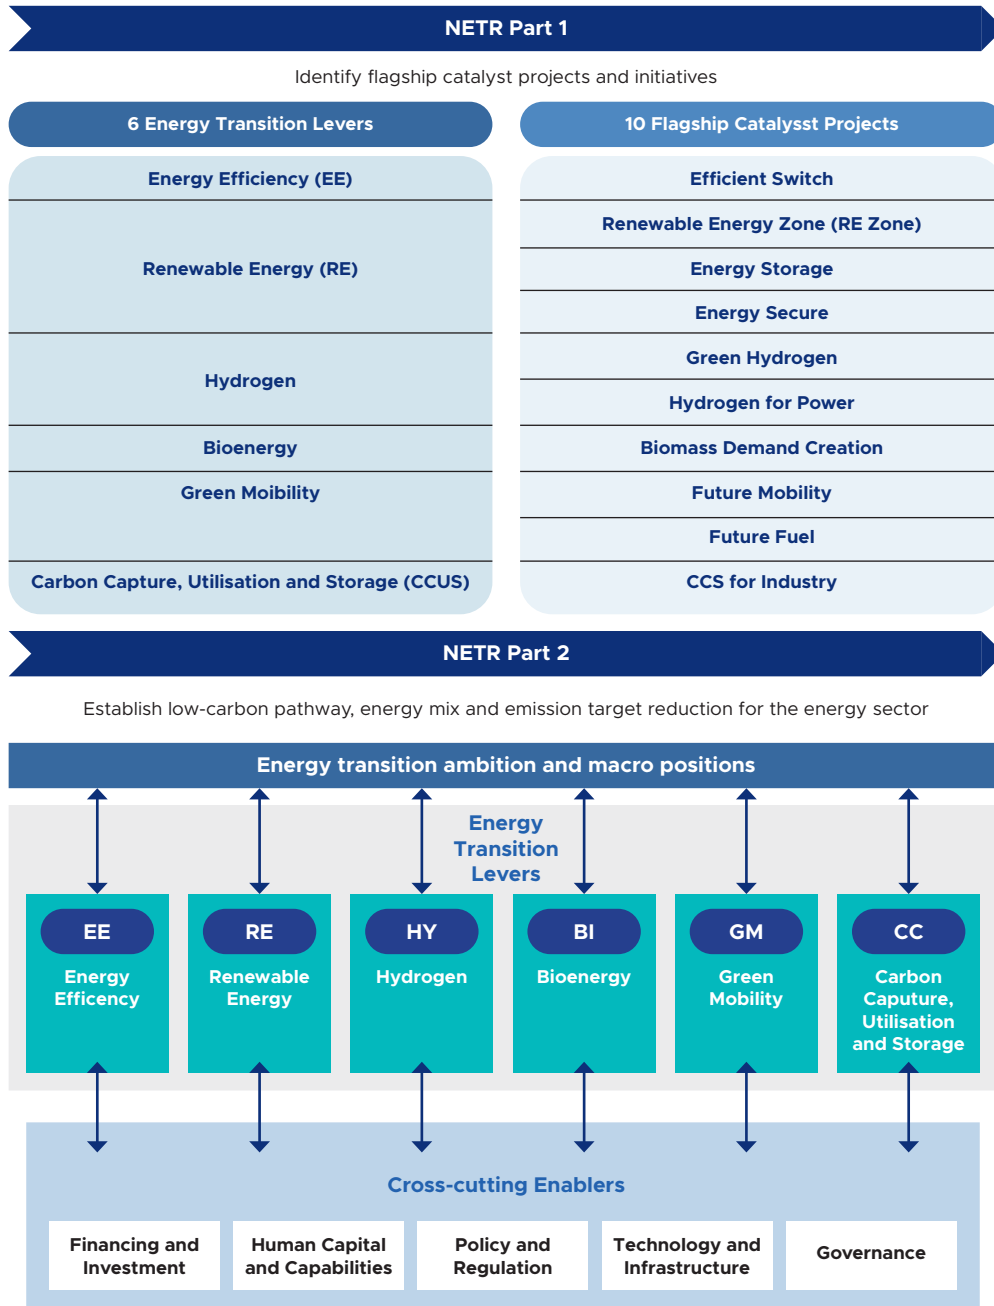 NETR Part 1
Identify flagship catalyst projects and initiatives
6 Energy Transition Levers
10 Flagship Catalysst Projects
Energy Efficiency (EE)
Efficient Switch
Renewable Energy (RE)
Renewable Energy Zone (RE Zone)
Energy Storage
Energy Secure
Hydrogen
Green Hydrogen
Hydrogen for Power
Bioenergy
Biomass Demand Creation
Green Moibility
Future Mobility
Future Fuel
Carbon Capture, Utilisation and Storage (CCUS)
CCS for Industry
NETR Part 2
Establish low-carbon pathway, energy mix and emission target reduction for the energy sector
Energy transition ambition and macro positions
Energy
Transition
Levers
EE
Energy
Efficency
RE
Renewable
Energy
HY
Hydrogen
BI
Bioenergy
GM
Green
Mobility
CC
Carbon
Caputure,
Utilisation
and Storage
Cross-cutting Enablers
Financing and
Investment
Human Capital
and Capabilities
Policy and
Regulation
Technology and
Infrastructure
Governance